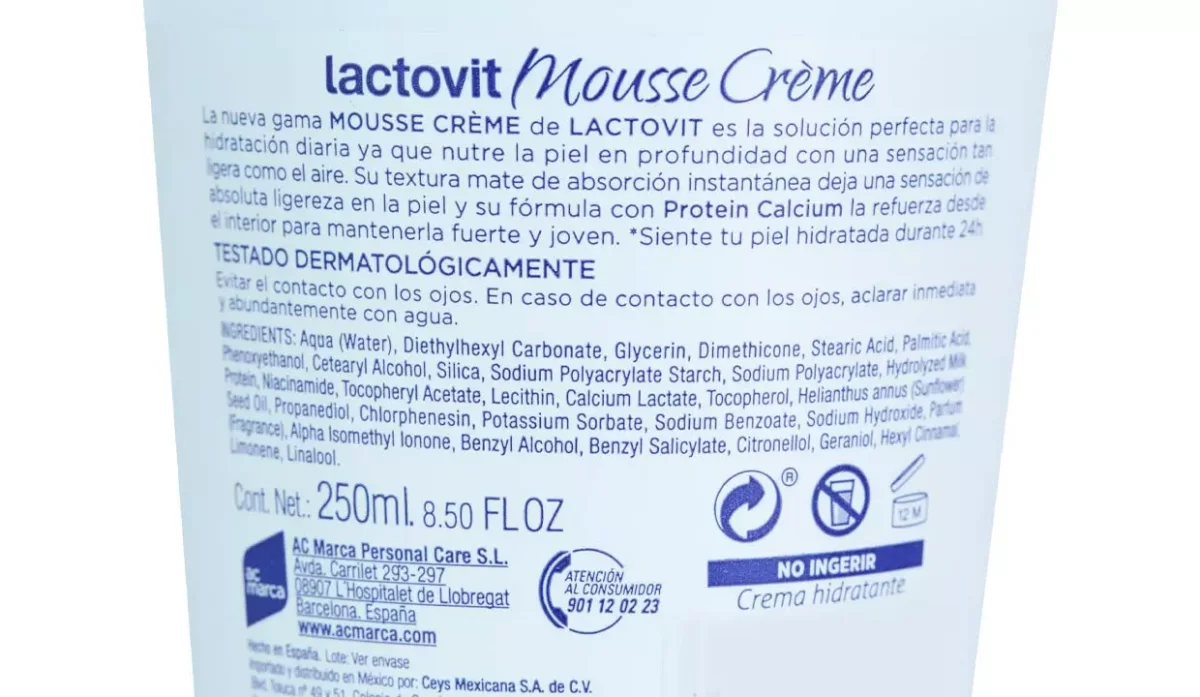 lactovit Mousse Crème
La nueva gama MOUSSE CRÈME de LACTOVIT es la solución perfecta para la
hidratación diaria ya que nutre la piel en profundidad con una sensación tan
ligera como el aire. Su textura mate de absorción instantánea deja una sensación de
absoluta ligereza en la piel y su fórmula con Protein Calcium la refuerza desde
el interior para mantenerla fuerte y joven. *Siente tu piel hidratada durante 24h
TESTADO DERMATOLÓGICAMENTE
Evitar el contacto con los ojos. En caso de contacto con los ojos, aclarar inmediata
y abundantemente con agua.
INGREDIENTS: Aqua (Water), Diethylhexyl Carbonate, Glycerin, Dimethicone, Stearic Acid, Palmitic Acid,
Phenoxyethanol, Cetearyl Alcohol, Silica, Sodium Polyacrylate Starch, Sodium Polyacrylate, Hydrolyzed Milk
Protein, Niacinamide, Tocopheryl Acetate, Lecithin, Calcium Lactate, Tocopherol, Helianthus annus (Sunflower)
Seed Oil, Propanediol, Chlorphenesin, Potassium Sorbate, Sodium Benzoate, Sodium Hydroxide, Parfum
(Fragrance), Alpha Isomethyl Ionone, Benzyl Alcohol, Benzyl Salicylate, Citronellol, Geraniol, Hexyl Cinnamal,
Limonene, Linalool.
Cont. Net.: 250ml. 8.50 FL OZ
®
12 M
ac
marca
AC Marca Personal Care S.L.
Avda. Carrilet 293-297
08907 L'Hospitalet de Llobregat
Barcelona. España
www.acmarca.com
ATENCIÓN
AL CONSUMIDOR
901 12 02 23
NO INGERIR
Crema hidratante
Hecho en España. Lote: Ver envase
Importado y distribuido en México por: Ceys Mexicana S.A. de C.V.
Blvd. Toluca nº 49 y 51